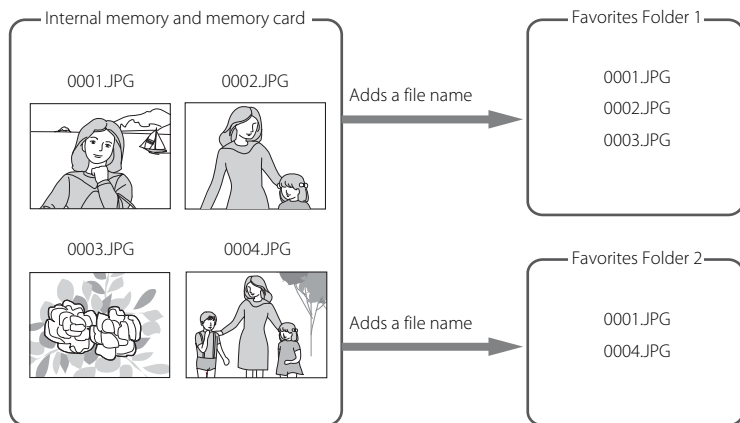 Internal memory and memory card
0001.JPG
0002.JPG
0003.JPG
0004.JPG
Adds a file name
Favorites Folder 1
0001.JPG
0002.JPG
0003.JPG
Adds a file name
Favorites Folder 2
0001.JPG
0004.JPG